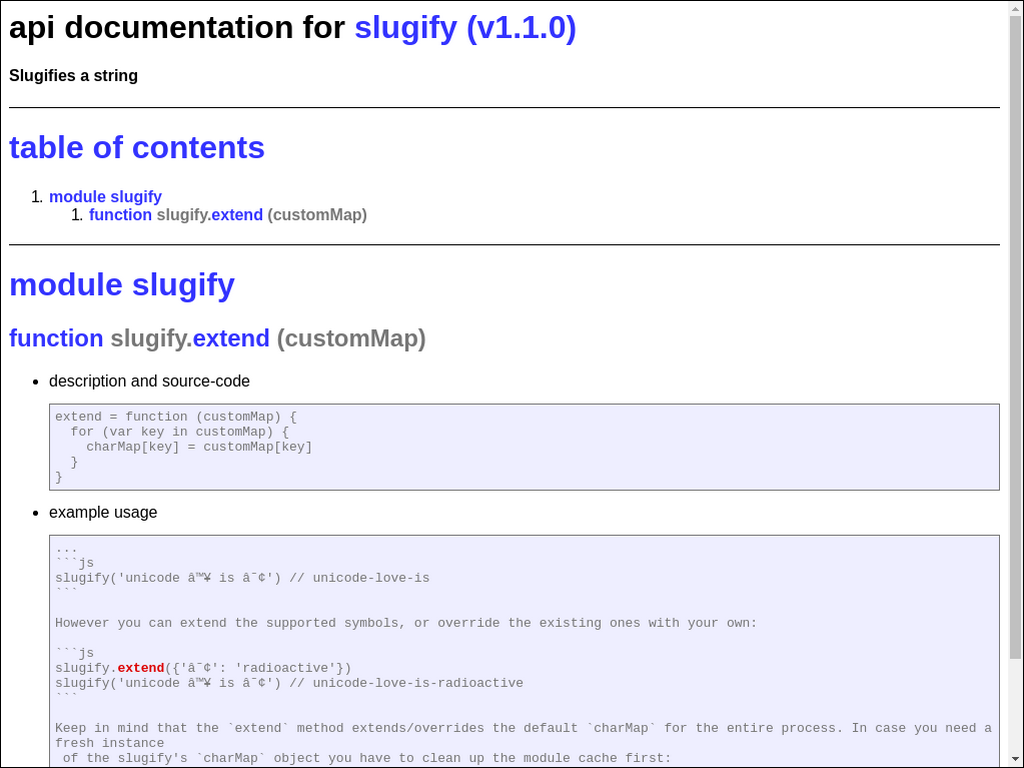 api documentation for slugify (v1.1.0)
Slugifies a string
table of contents
1. module slugify
1. function slugify.extend (customMap)
module slugify
function slugify.extend (customMap)
• description and source-code
extend = function (customMap) {
  for (var key in customMap) {
    charMap[key] = customMap[key]
  }
}
• example usage
...
```js
slugify('unicode â™¥ is â˜¢') // unicode-love-is
```
However you can extend the supported symbols, or override the existing ones with your own:
```js
slugify.extend({'â˜¢': 'radioactive'})
slugify('unicode â™¥ is â˜¢') // unicode-love-is-radioactive
```
Keep in mind that the `extend` method extends/overrides the default `charMap` for the entire process. In case you need a
fresh instance
 of the slugify's `charMap` object you have to clean up the module cache first: